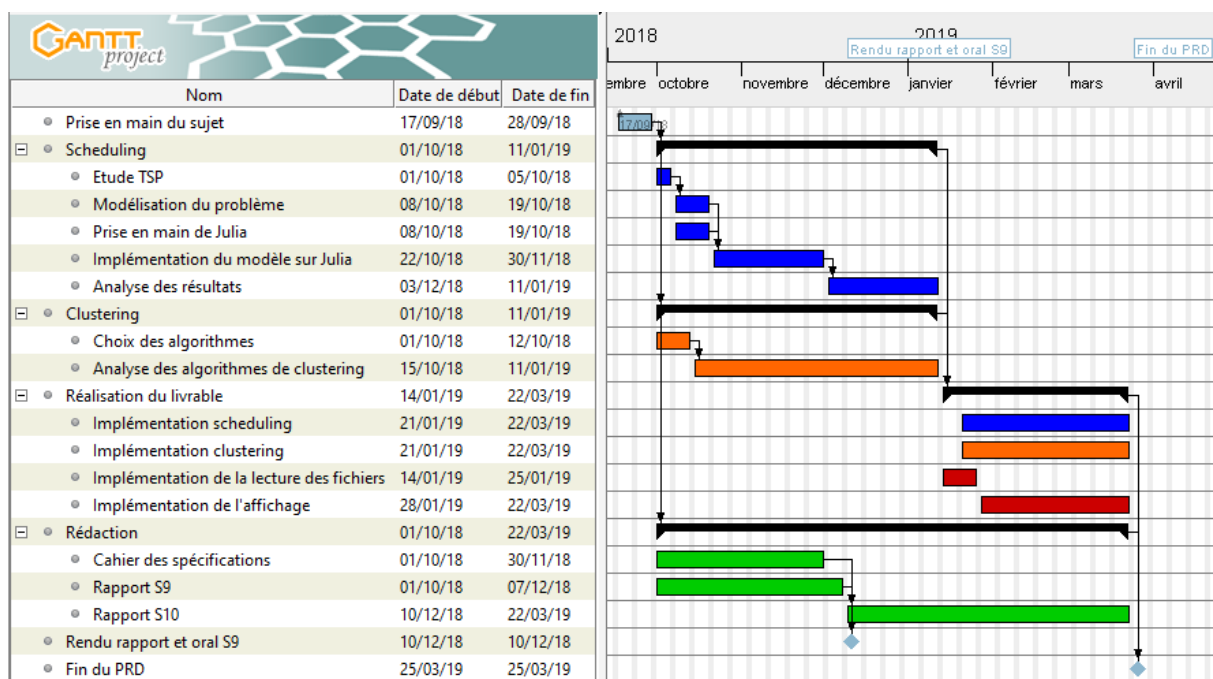 GANTT
project
2018 2019
Rendu rapport et oral S9 Fin du PRD
embre octobre novembre décembre janvier février mars avril
Nom Date de début Date de fin
Prise en main du sujet 17/09/18 28/09/18
Scheduling 01/10/18 11/01/19
Etude TSP 01/10/18 05/10/18
Modélisation du problème 08/10/18 19/10/18
Prise en main de Julia 08/10/18 19/10/18
Implémentation du modèle sur Julia 22/10/18 30/11/18
Analyse des résultats 03/12/18 11/01/19
Clustering 01/10/18 11/01/19
Choix des algorithmes 01/10/18 12/10/18
Analyse des algorithmes de clustering 15/10/18 11/01/19
Réalisation du livrable 14/01/19 22/03/19
Implémentation scheduling 21/01/19 22/03/19
Implémentation clustering 21/01/19 22/03/19
Implémentation de la lecture des fichiers 14/01/19 25/01/19
Implémentation de l'affichage 28/01/19 22/03/19
Rédaction 01/10/18 22/03/19
Cahier des spécifications 01/10/18 30/11/18
Rapport S9 01/10/18 07/12/18
Rapport S10 10/12/18 22/03/19
Rendu rapport et oral S9 10/12/18 10/12/18
Fin du PRD 25/03/19 25/03/19